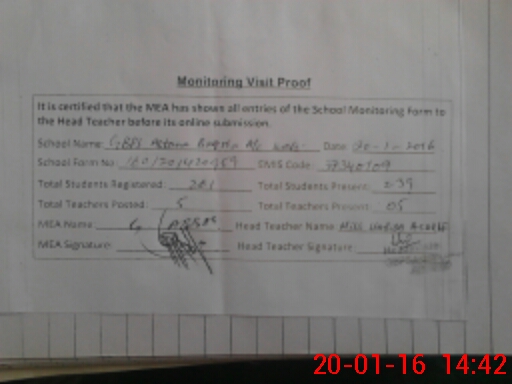 Monitoring Visit Proof
It is certified that the MEA has shown all entries of the School Monitoring Form to
the Head Teacher before its online submission.
School Name: Date: 20-1-2016
School Form No SMS Code: 37340109
Total Students Registered: 281 Total Students Present: 239
Total Teachers Posted: 5 Total Teachers Present: 05
MEA Name: Head Teacher Name Miss
MEA Signature: Head Teacher Signature:
20-01-16 14:42